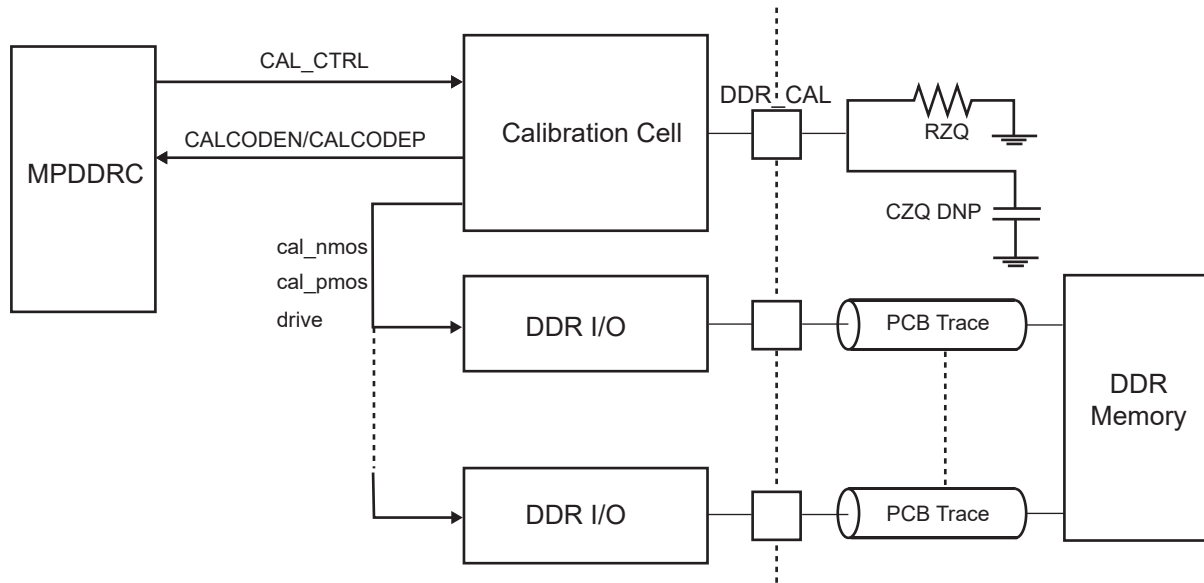 CAL_CTRL
DDR_CAL
RZQ
CALCODEN/CALCODEP
Calibration Cell
MPDDRC
CZQ DNP
cal_nmos
cal_pmos
drive
DDR I/O
PCB Trace
DDR
Memory
DDR I/O
PCB Trace